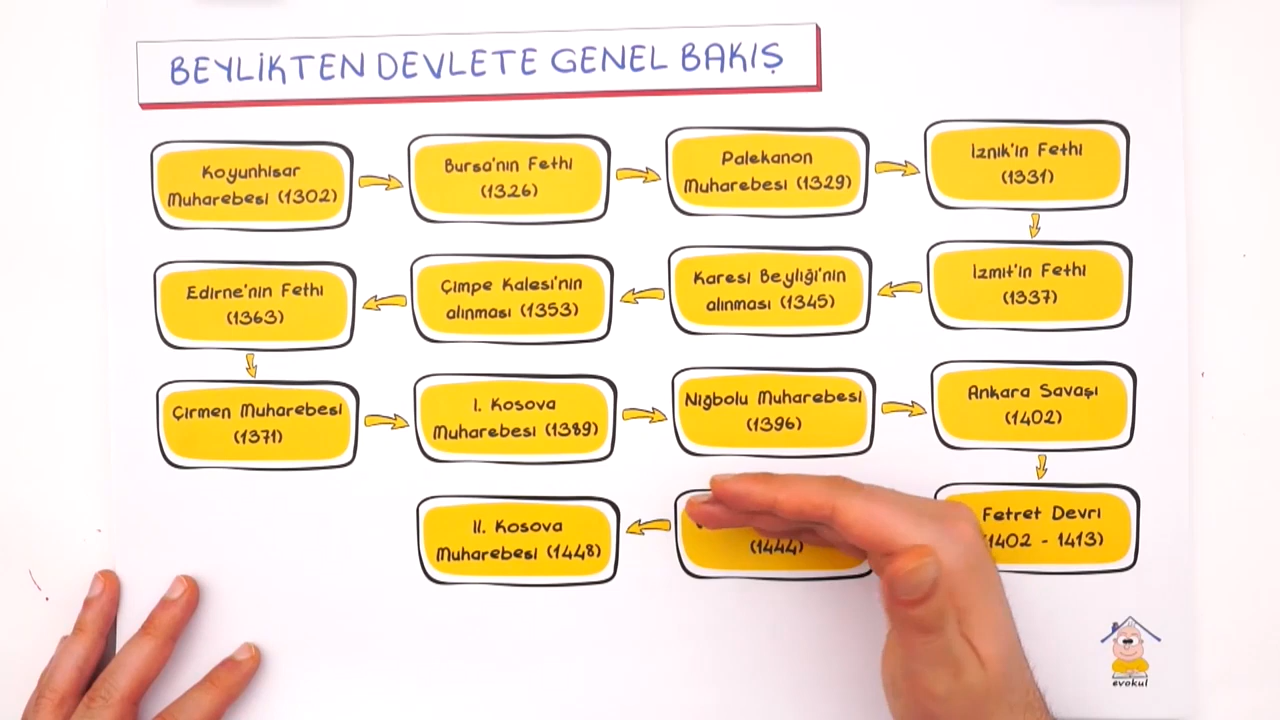 BEYLİKTEN DEVLETE GENEL BAKIŞ
Koyunhisar
Muharebesi (1302)
Bursa'nın Fethi
(1326)
Palekanon
Muharebesi (1329)
İznik'in Fethi
(1331)
İzmit'in Fethi
(1337)
Karesi Beyliği'nin
alınması (1345)
Çimpe Kalesi'nin
alınması (1353)
Edirne'nin Fethi
(1363)
Çirmen Muharebesi
(1371)
I. Kosova
Muharebesi (1389)
Niğbolu Muharebesi
(1396)
Ankara Savaşı
(1402)
Fetret Devri
(1402 - 1413)
(1444)
II. Kosova
Muharebesi (1448)
evokul